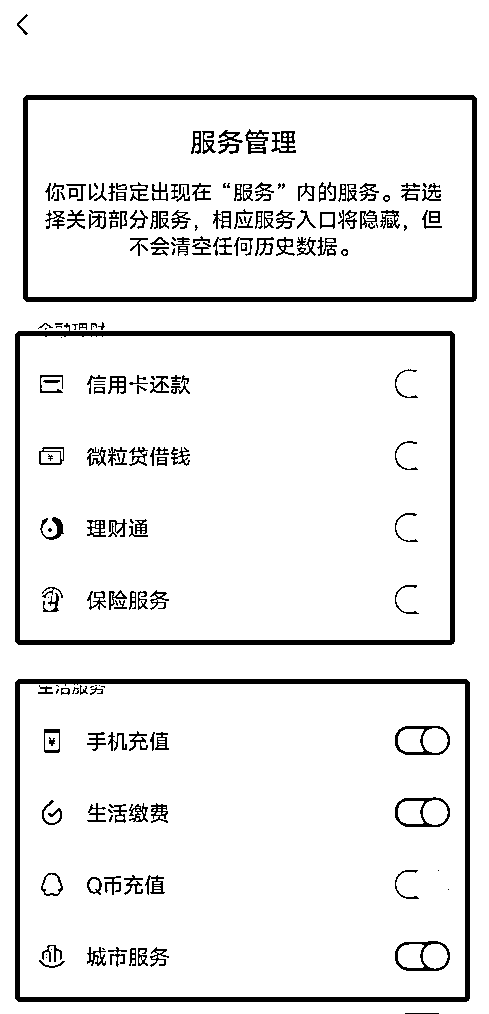 服务管理
你可以指定出现在“服务”内的服务。若选
择关闭部分服务，相应服务入口将隐藏，但
不会清空任何历史数据。
金融理财
信用卡还款
微粒贷借钱
理财通
保险服务
生活服务
手机充值
生活缴费
Q币充值
城市服务